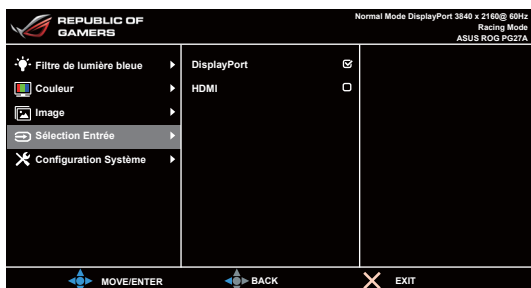 REPUBLIC OF
GAMERS
Normal Mode DisplayPort 3840 x 2160@ 60Hz
Racing Mode
ASUS ROG PG27A
Filtre de lumière bleue
DisplayPort
Couleur
HDMI
Image
Sélection Entrée
Configuration Système
MOVE/ENTER
BACK
EXIT